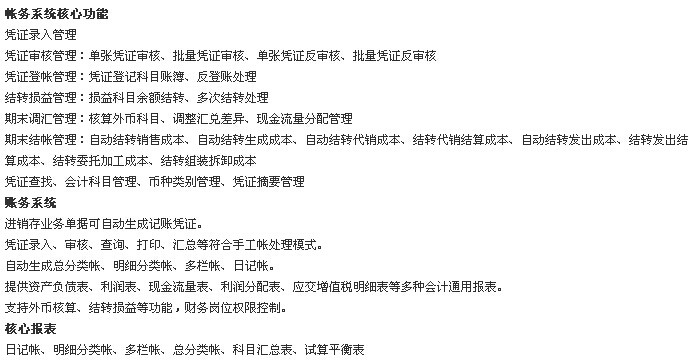 帐务系统核心功能
凭证录入管理
凭证审核管理：单张凭证审核、批量凭证审核、单张凭证反审核、批量凭证反审核
凭证登帐管理：凭证登记科目账簿、反登账处理
结转损益管理：损益科目余额结转、多次结转处理
期末调汇管理：核算外币科目、调整汇兑差异、现金流量分配管理
期末结帐管理：自动结转销售成本、自动结转生成成本、自动结转代销成本、结转代销结算成本、自动结转发出成本、结转发出结
算成本、结转委托加工成本、结转组装拆卸成本
凭证查找、会计科目管理、币种类别管理、凭证摘要管理
账务系统
进销存业务单据可自动生成记账凭证。
凭证录入、审核、查询、打印、汇总等符合手工帐处理模式。
自动生成总分类帐、明细分类帐、多栏帐、日记帐。
提供资产负债表、利润表、现金流量表、利润分配表、应交增值税明细表等多种会计通用报表。
支持外币核算、结转损益等功能，财务岗位权限控制。
核心报表
日记帐、明细分类帐、多栏帐、总分类帐、科目汇总表、试算平衡表